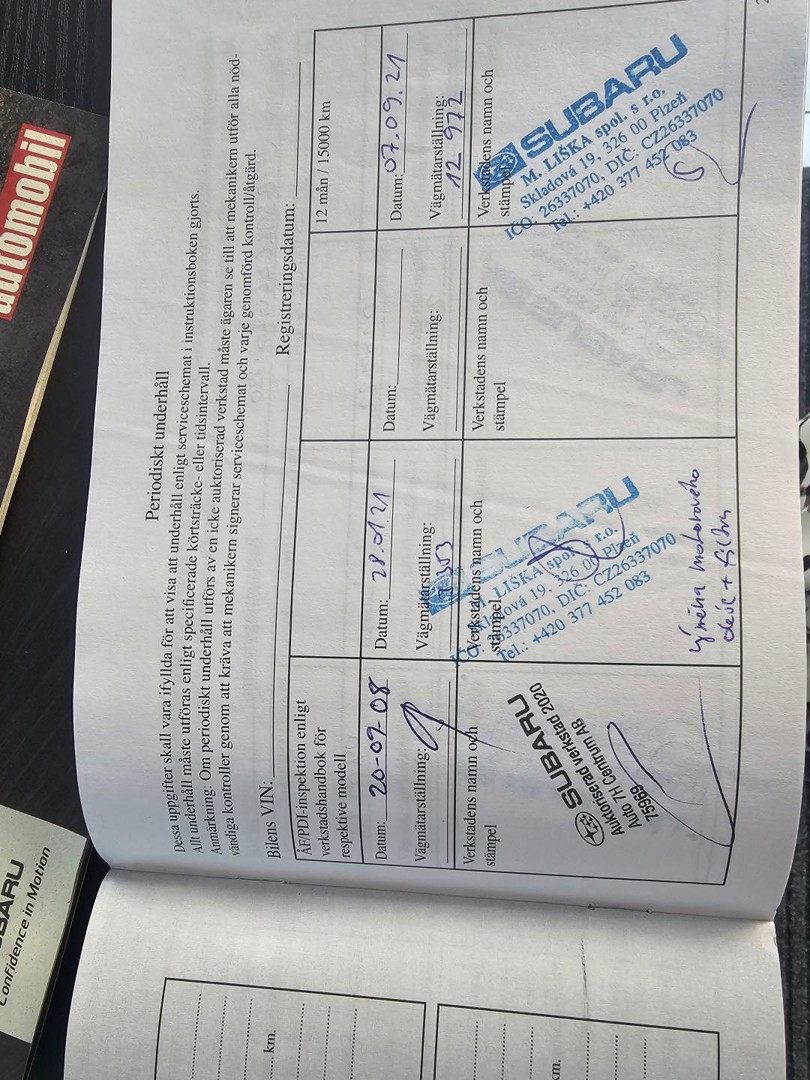 Periodiskt underhåll
Dessa uppgifter skall vara ifyllda för att visa att underhåll enligt serviceschemat i instruktionsboken gjorts.
Allt underhåll måste utföras enligt specificerade körtsträcke- eller tidsintervall.
Anmärkning: Om periodiskt underhåll utförs av en icke auktoriserad verkstad måste ägaren se till att mekanikern utför alla nöd-
vändiga kontroller genom att kräva att mekanikern signerar serviceschemat och varje genomförd kontroll/åtgärd.
Bilens VIN: Registreringsdatum:
ÅF/PDI-inspektion enligt
verkstadshandbok för
respektive modell
Datum: 20-07-08
Vägmätarställning:
Verkstadens namn och
stämpel
SUBARU
Auktoriserad verkstad 2020
Auto TH Centrum AB
75989
Datum: 28.01.21
Vägmätarställning:
Verkstadens namn och
stämpel
SUBARU
M. LIŠKA spol. s r.o.
Skladová 19, 326 00 Plzeň
IČO: 26337070, DIČ: CZ26337070
Tel.: +420 377 452 083
výměna motorového
oleje + filtru
Datum:
Vägmätarställning:
Verkstadens namn och
stämpel
12 mån / 15000 km
Datum: 07.09.21
Vägmätarställning:
12 972
Verkstadens namn och
stämpel
SUBARU
M. LIŠKA spol. s r.o.
Skladová 19, 326 00 Plzeň
IČO: 26337070, DIČ: CZ26337070
Tel.: +420 377 452 083
automobil
SUBARU
Confidence in Motion
km.
km.